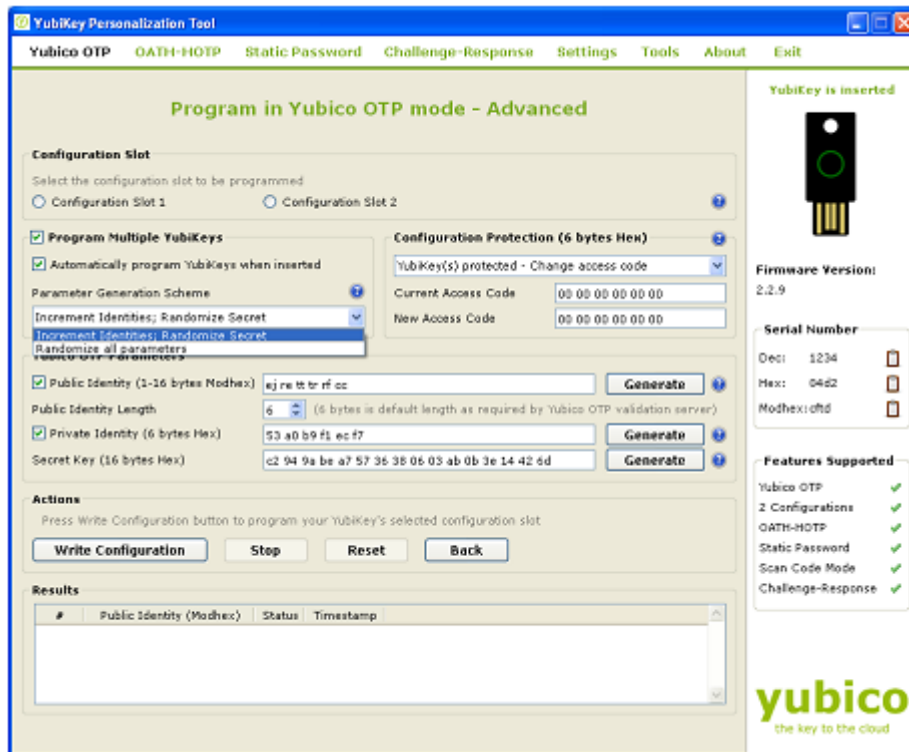 YubiKey Personalization Tool
Yubico OTP OATH-HOTP Static Password Challenge-Response Settings Tools About Exit
YubiKey is inserted
Program in Yubico OTP mode - Advanced
Configuration Slot
Select the configuration slot to be programmed
Configuration Slot 1 Configuration Slot 2
Program Multiple YubiKeys
Automatically program YubiKeys when inserted
Parameter Generation Scheme
Increment Identities; Randomize Secret
Increment Identities; Randomize Secret
Randomize all parameters
Configuration Protection (6 bytes Hex)
YubiKey(s) protected - Change access code
Current Access Code 00 00 00 00 00 00
New Access Code 00 00 00 00 00 00
Yubico OTP Parameters
Public Identity (1-16 bytes Modhex) ej re tt tr rf cc Generate
Public Identity Length 6 (6 bytes is default length as required by Yubico OTP validation server)
Private Identity (6 bytes Hex) 53 a0 b9 f1 ec f7 Generate
Secret Key (16 bytes Hex) c2 94 9a be a7 57 36 38 06 03 ab 0b 3e 14 42 6d Generate
Actions
Press Write Configuration button to program your YubiKey's selected configuration slot
Write Configuration Stop Reset Back
Results
# Public Identity (Modhex) Status Timestamp
Firmware Version:
2.2.9
Serial Number
Dec: 1234
Hex: 04d2
Modhex: cftd
Features Supported
Yubico OTP
2 Configurations
OATH-HOTP
Static Password
Scan Code Mode
Challenge-Response
yubico
the key to the cloud